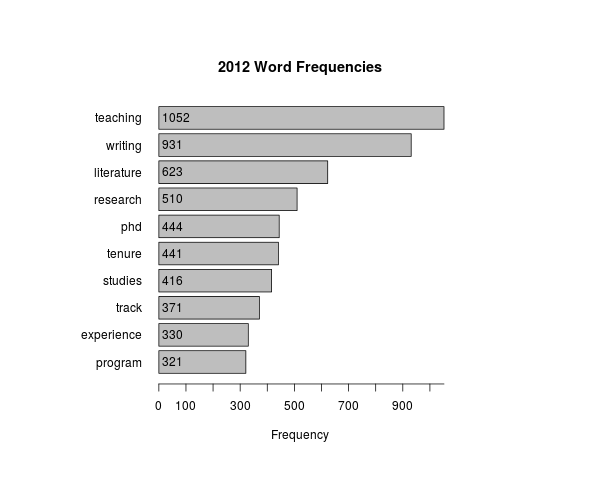 2012 Word Frequencies
teaching 1052
writing 931
literature 623
research 510
phd 444
tenure 441
studies 416
track 371
experience 330
program 321
0 100 300 500 700 900
Frequency